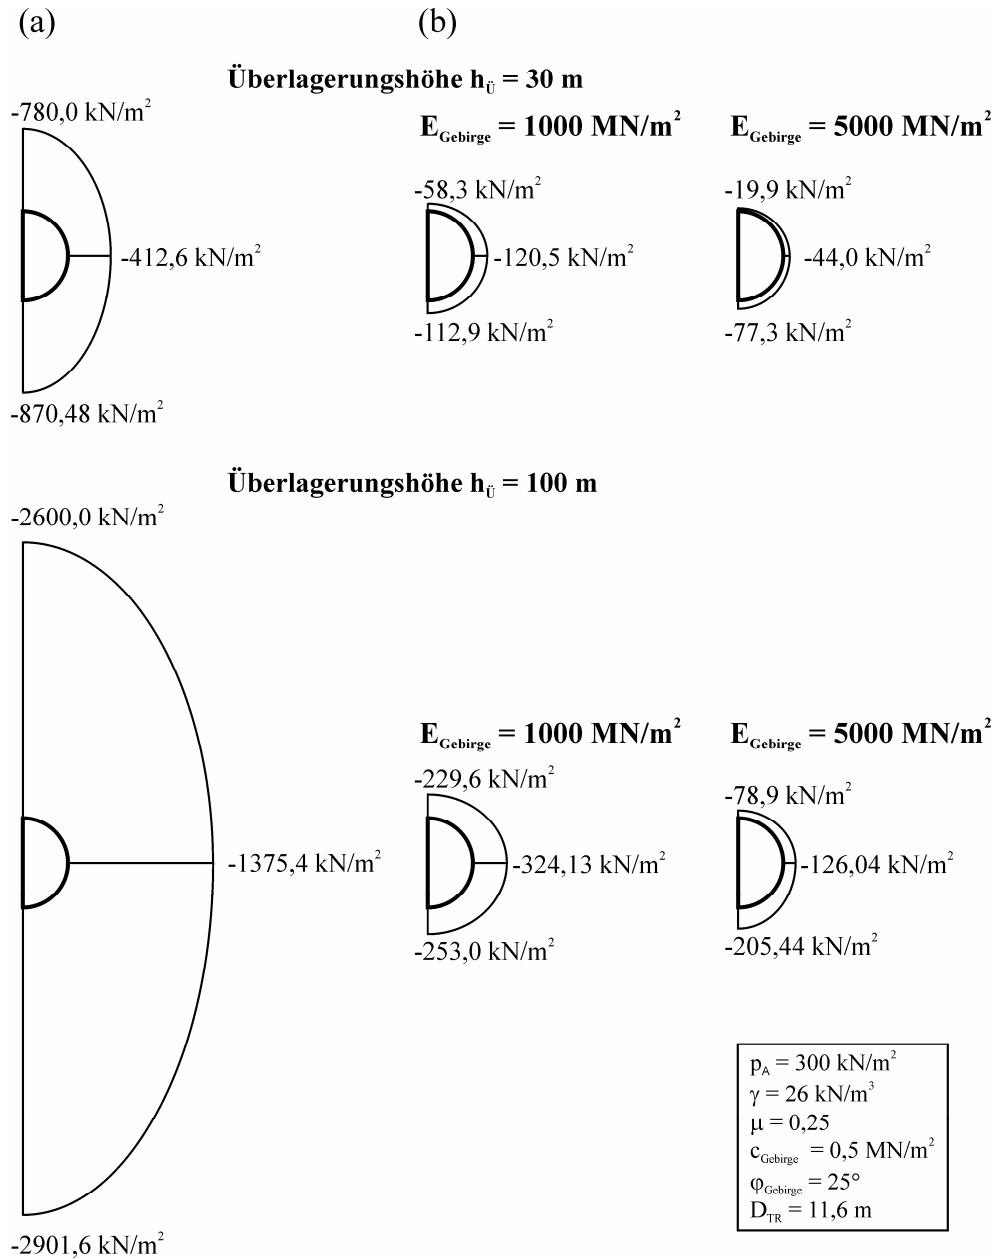 (a)
(b)
Überlagerungshöhe hÜ = 30 m
-780,0 kN/m²
EGebirge = 1000 MN/m²
EGebirge = 5000 MN/m²
-58,3 kN/m²
-19,9 kN/m²
-412,6 kN/m²
-120,5 kN/m²
-44,0 kN/m²
-112,9 kN/m²
-77,3 kN/m²
-870,48 kN/m²
Überlagerungshöhe hÜ = 100 m
-2600,0 kN/m²
EGebirge = 1000 MN/m²
EGebirge = 5000 MN/m²
-229,6 kN/m²
-78,9 kN/m²
-1375,4 kN/m²
-324,13 kN/m²
-126,04 kN/m²
-253,0 kN/m²
-205,44 kN/m²
pA = 300 kN/m²
γ = 26 kN/m³
μ = 0,25
cGebirge = 0,5 MN/m²
φGebirge = 25°
DTR = 11,6 m
-2901,6 kN/m²